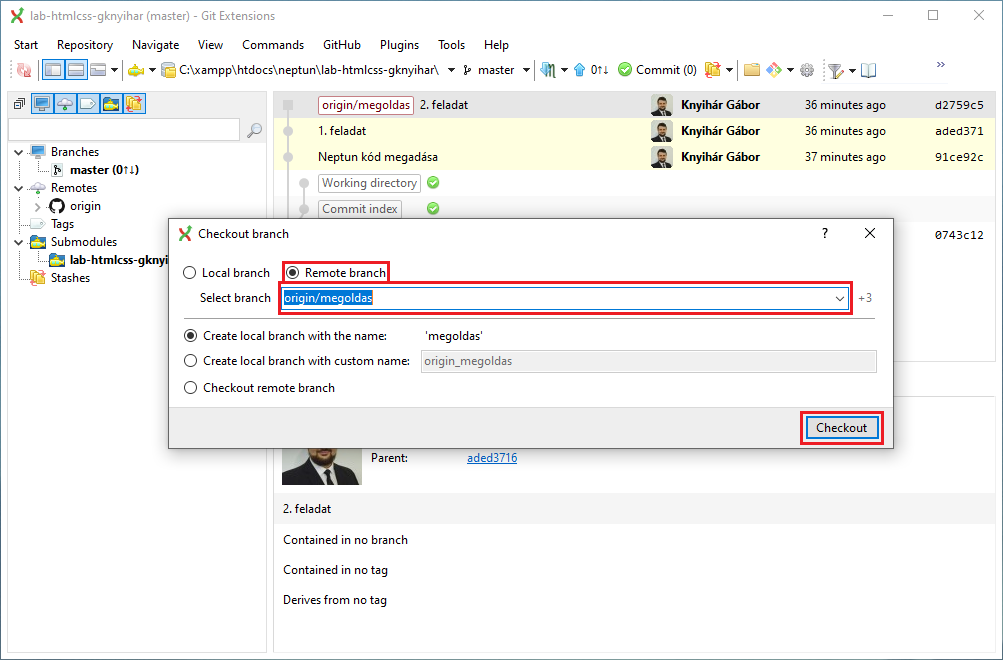 lab-htmlcss-gknyihar (master) - Git Extensions
Start Repository Navigate View Commands GitHub Plugins Tools Help
C:\xampp\htdocs\neptun\lab-htmlcss-gknyihar\ master 0↑↓ Commit (0) »
origin/megoldas 2. feladat Knyihár Gábor 36 minutes ago d2759c5
1. feladat Knyihár Gábor 36 minutes ago aded371
Neptun kód megadása Knyihár Gábor 37 minutes ago 91ce92c
Working directory
Commit index
0743c12
Branches
master (0↑↓)
Remotes
origin
Tags
Submodules
lab-htmlcss-gknyi
Stashes
Checkout branch ?
Local branch Remote branch
Select branch origin/megoldas +3
Create local branch with the name: 'megoldas'
Create local branch with custom name: origin_megoldas
Checkout remote branch
Checkout
Parent: aded3716
2. feladat
Contained in no branch
Contained in no tag
Derives from no tag